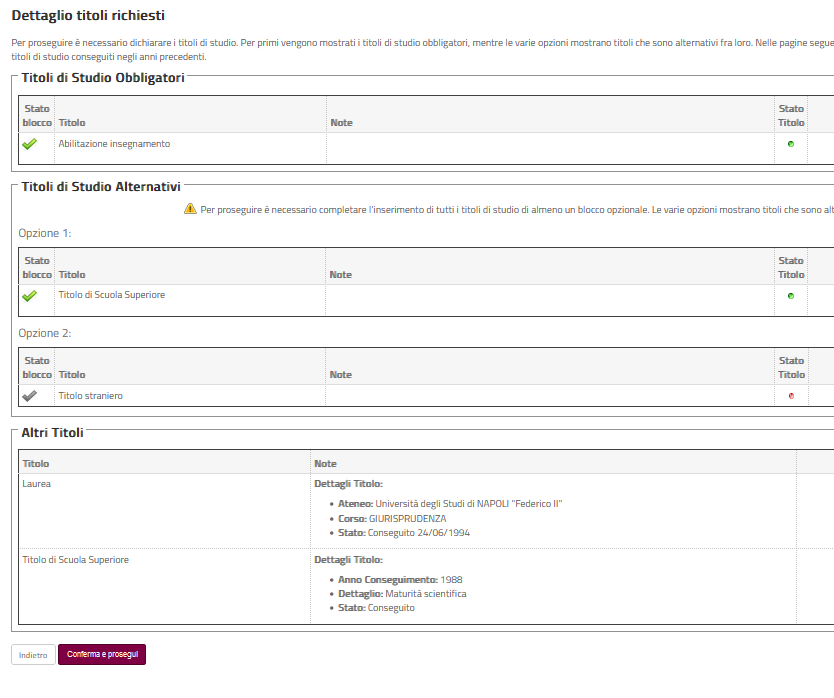 Dettaglio titoli richiesti
Per proseguire è necessario dichiarare i titoli di studio. Per primi vengono mostrati i titoli di studio obbligatori, mentre le varie opzioni mostrano titoli che sono alternativi fra loro. Nelle pagine segue
titoli di studio conseguiti negli anni precedenti.
Titoli di Studio Obbligatori
Stato blocco Titolo Note Stato Titolo
Abilitazione insegnamento
Titoli di Studio Alternativi
Per proseguire è necessario completare l'inserimento di tutti i titoli di studio di almeno un blocco opzionale. Le varie opzioni mostrano titoli che sono alt
Opzione 1:
Stato blocco Titolo Note Stato Titolo
Titolo di Scuola Superiore
Opzione 2:
Stato blocco Titolo Note Stato Titolo
Titolo straniero
Altri Titoli
Titolo Note
Laurea Dettagli Titolo:
• Ateneo: Università degli Studi di NAPOLI "Federico II"
• Corso: GIURISPRUDENZA
• Stato: Conseguito 24/06/1994
Titolo di Scuola Superiore Dettagli Titolo:
• Anno Conseguimento: 1988
• Dettaglio: Maturità scientifica
• Stato: Conseguito
Indietro Conferma e prosegui